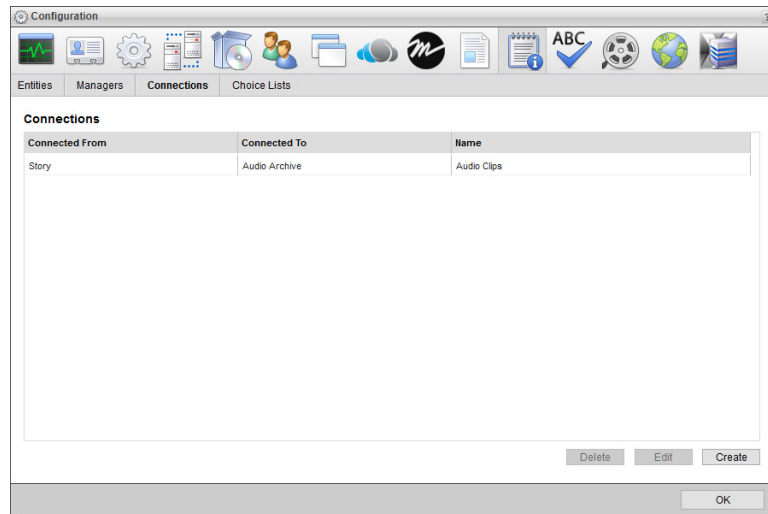 Configuration
?
ABC
Entities Managers Connections Choice Lists
Connections
Connected From Connected To Name
Story Audio Archive Audio Clips
Delete Edit Create
OK